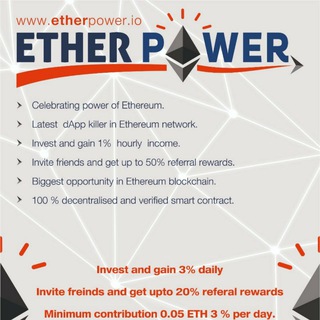 www.etherpower.io
ETHER POWER
Celebrating power of Ethereum.
Latest dApp killer in Ethereum network.
Invest and gain 1% hourly income.
Invite friends and get up to 50% referral rewards.
Biggest opportunity in Ethereum blockchain.
100 % decentralised and verified smart contract.
Invest and gain 3% daily
Invite freinds and get upto 20% referal rewards
Minimum contribution 0.05 ETH 3 % per day.